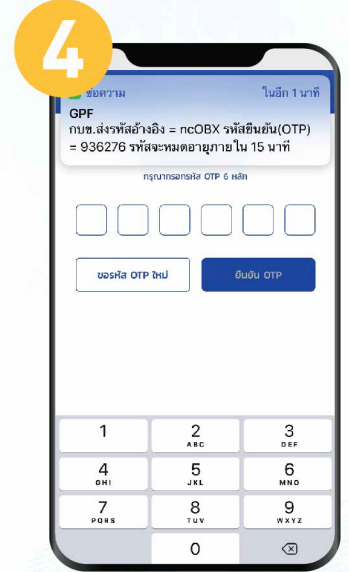 4
ข้อความ ในอีก 1 นาที
GPF
กบข.ส่งรหัสอ้างอิง = ncOBX รหัสยืนยัน(OTP)
= 936276 รหัสจะหมดอายุภายใน 15 นาที
กรุณากรอกรหัส OTP 6 หลัก
ขอรหัส OTP ใหม่ ยืนยัน OTP
1 2 3
ABC DEF
4 5 6
GHI JKL MNO
7 8 9
PQRS TUV WXYZ
0